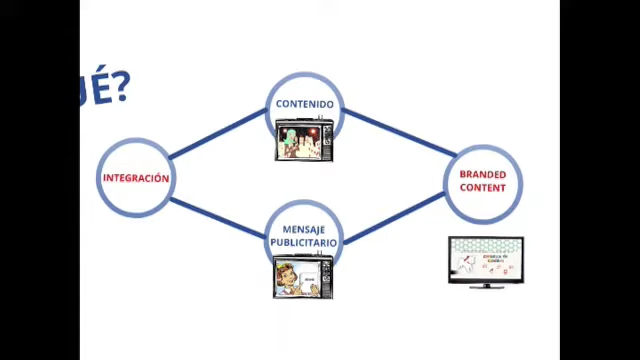 UÉ?
CONTENIDO
INTEGRACIÓN
BRANDED
CONTENT
MENSAJE
PUBLICITARIO